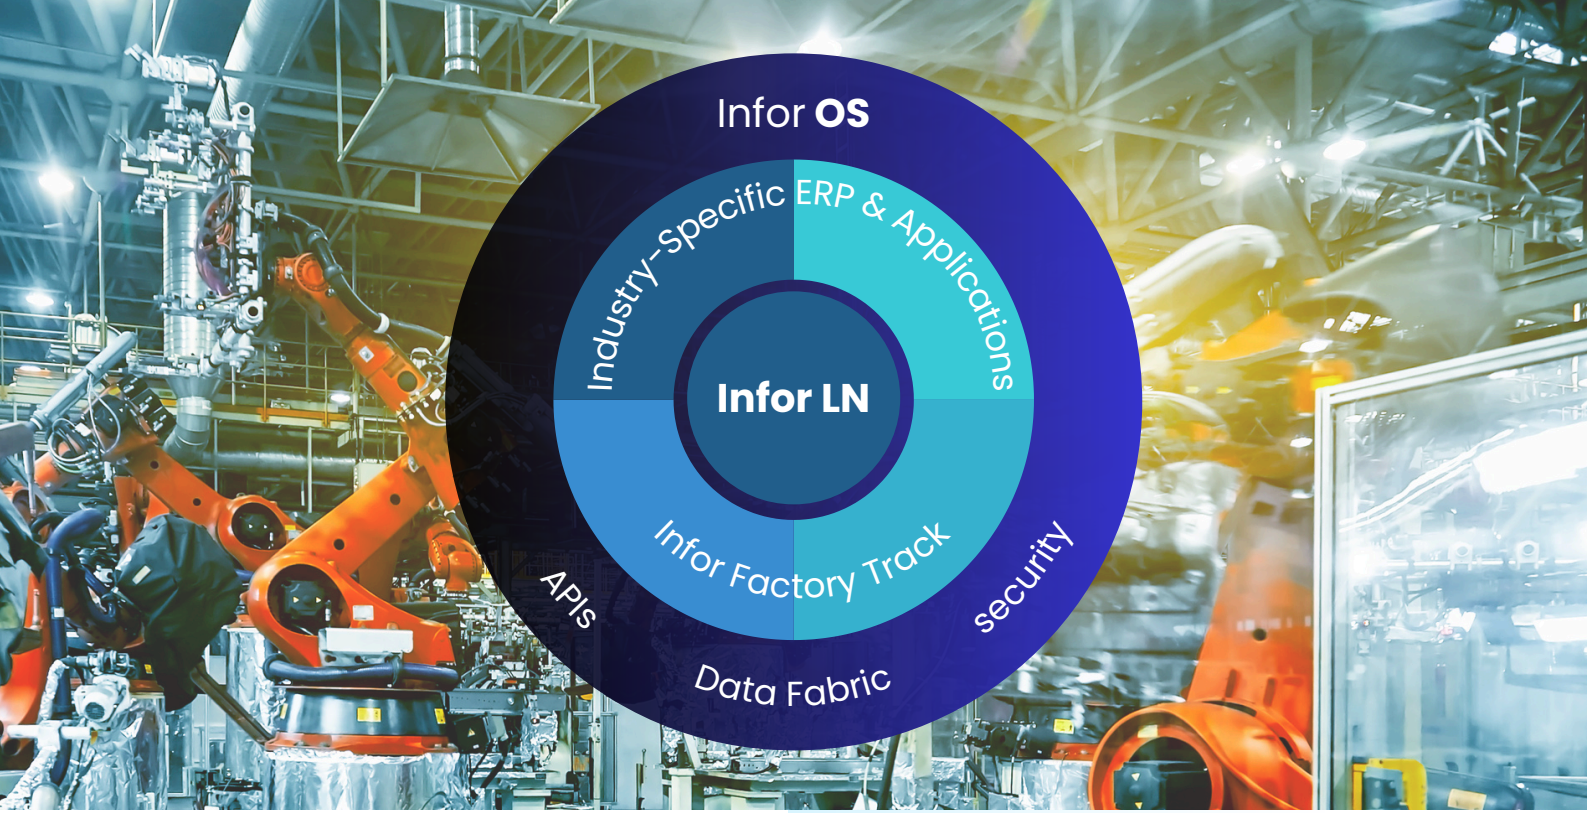 Infor OS
Industry-Specific
ERP & Applications
Infor LN
Infor Factory Track
APIs
Data Fabric
security